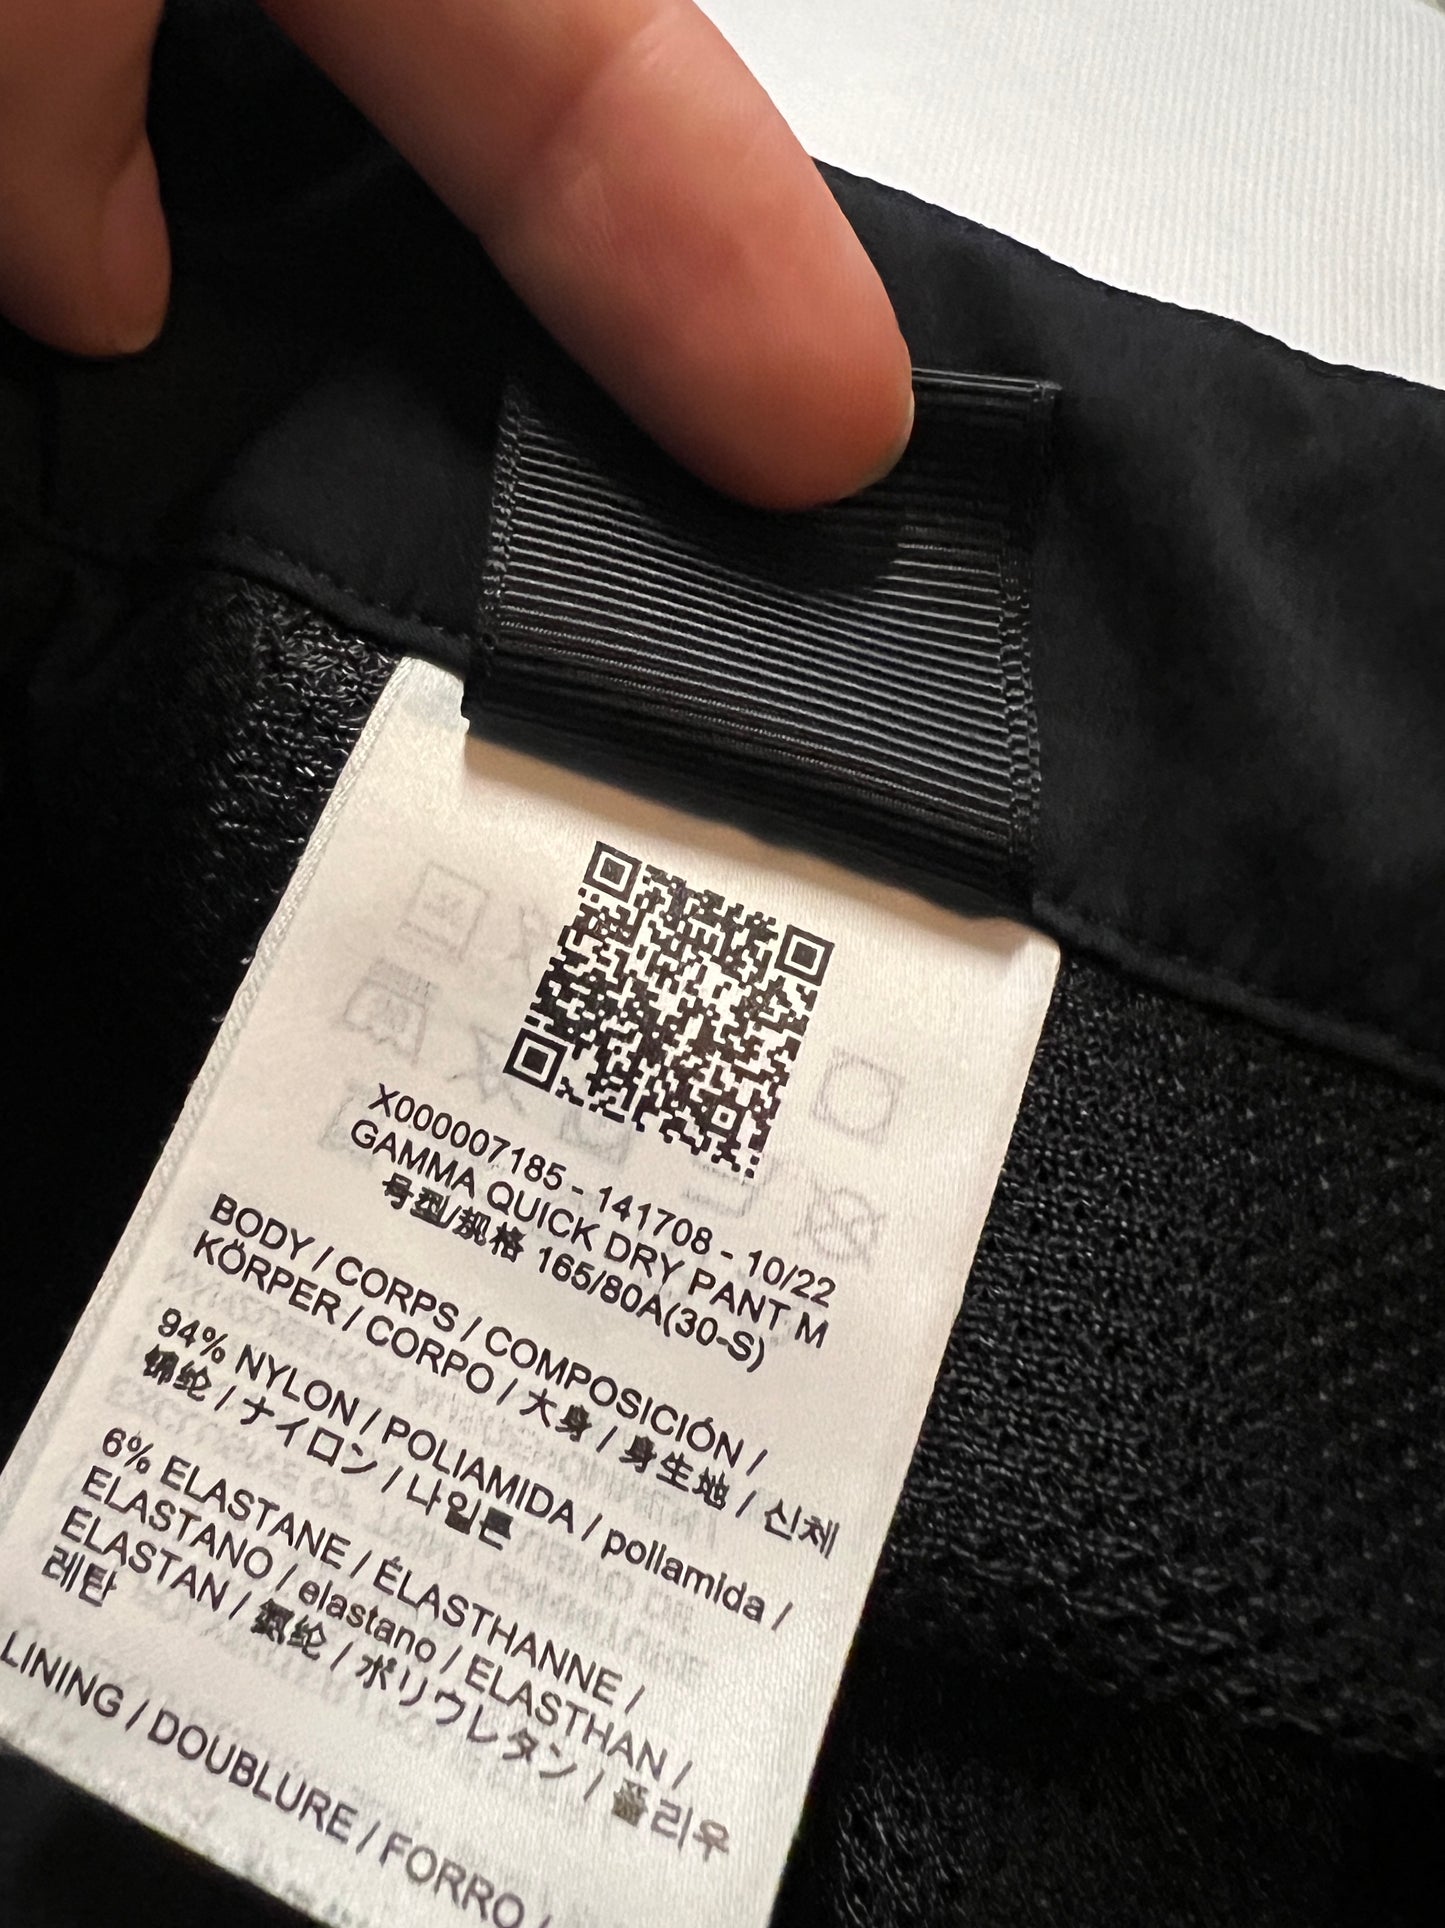 X000007185 - 141708 - 10/22
GAMMA QUICK DRY PANT M
号型/规格 165/80A(30-S)
BODY / CORPS / COMPOSICIÓN /
KÖRPER / CORPO / 大身 / 身生地 / 신체
94% NYLON / POLIAMIDA / poliamida /
锦纶 / ナイロン / 나일론
6% ELASTANE / ÉLASTHANNE /
ELASTANO / elastano / ELASTHAN /
ELASTAN / 氨纶 / ポリウレタン / 폴리우
레탄
LINING / DOUBLURE / FORRO /